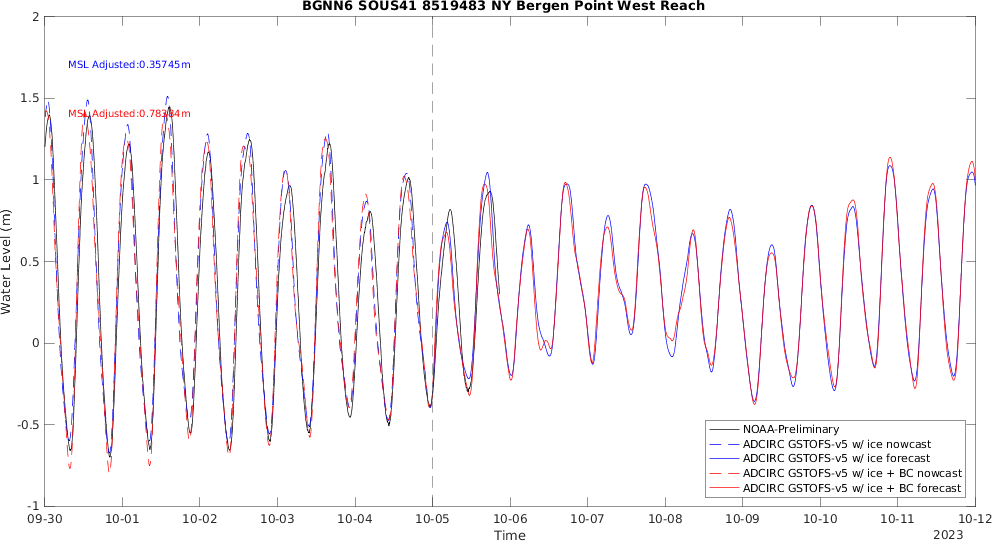 BGNN6 SOUS41 8519483 NY Bergen Point West Reach
2
MSL Adjusted:0.35745m
1.5
MSL Adjusted:0.78384m
1
0.5
Water Level (m)
0
-0.5
-1
NOAA-Preliminary
ADCIRC GSTOFS-v5 w/ ice nowcast
ADCIRC GSTOFS-v5 w/ ice forecast
ADCIRC GSTOFS-v5 w/ ice + BC nowcast
ADCIRC GSTOFS-v5 w/ ice + BC forecast
09-30 10-01 10-02 10-03 10-04 10-05 10-06 10-07 10-08 10-09 10-10 10-11 10-12
Time
2023